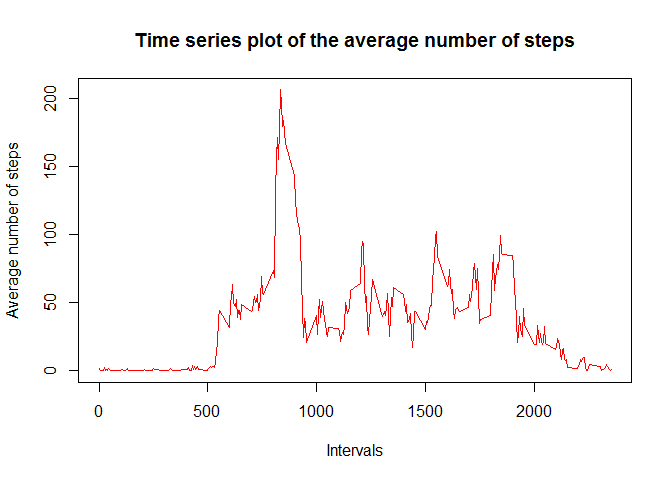 Time series plot of the average number of steps
Average number of steps
200
150
100
50
0
0 500 1000 1500 2000
Intervals